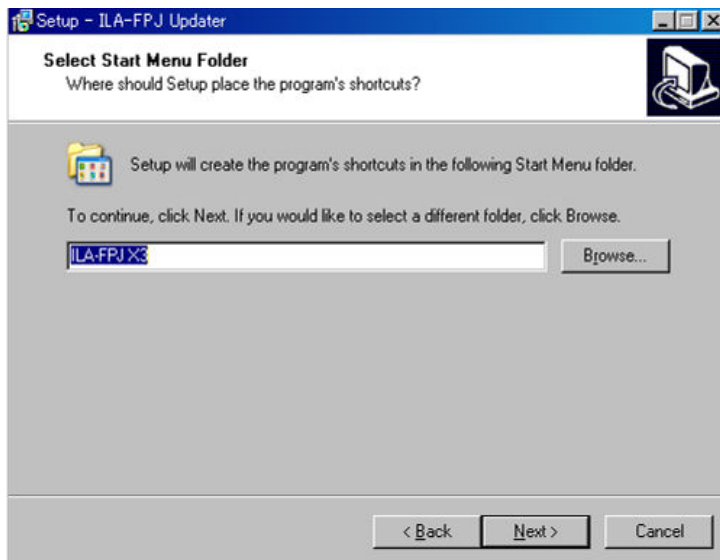 Setup - ILA-FPJ Updater
Select Start Menu Folder
Where should Setup place the program's shortcuts?
Setup will create the program's shortcuts in the following Start Menu folder.
To continue, click Next. If you would like to select a different folder, click Browse.
ILA-FPJ X3
Browse...
< Back
Next >
Cancel